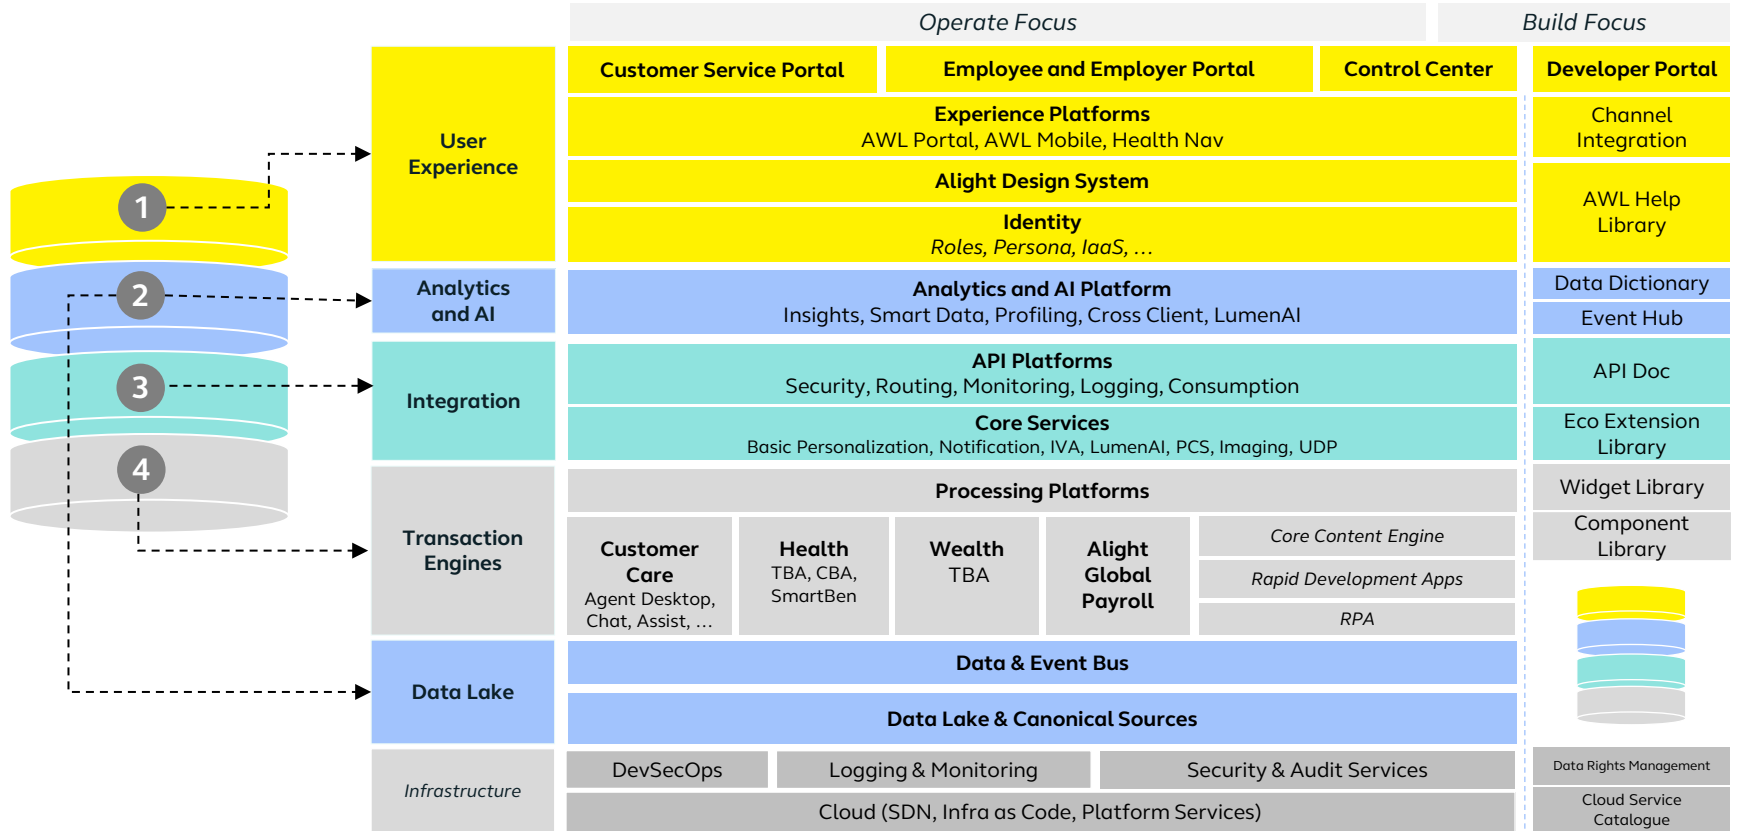 Operate Focus
Build Focus
Customer Service Portal
Employee and Employer Portal
Control Center
Developer Portal
1
2
3
4
User
Experience
Experience Platforms
AWL Portal, AWL Mobile, Health Nav
Alight Design System
Identity
Roles, Persona, IaaS, ...
Channel
Integration
AWL Help
Library
Analytics
and AI
Analytics and AI Platform
Insights, Smart Data, Profiling, Cross Client, LumenAI
Data Dictionary
Event Hub
Integration
API Platforms
Security, Routing, Monitoring, Logging, Consumption
Core Services
Basic Personalization, Notification, IVA, LumenAI, PCS, Imaging, UDP
API Doc
Eco Extension
Library
Transaction
Engines
Processing Platforms
Customer
Care
Agent Desktop,
Chat, Assist, ...
Health
TBA, CBA,
SmartBen
Wealth
TBA
Alight
Global
Payroll
Core Content Engine
Rapid Development Apps
RPA
Widget Library
Component
Library
Data Lake
Data & Event Bus
Data Lake & Canonical Sources
Infrastructure
DevSecOps
Logging & Monitoring
Security & Audit Services
Cloud (SDN, Infra as Code, Platform Services)
Data Rights Management
Cloud Service
Catalogue